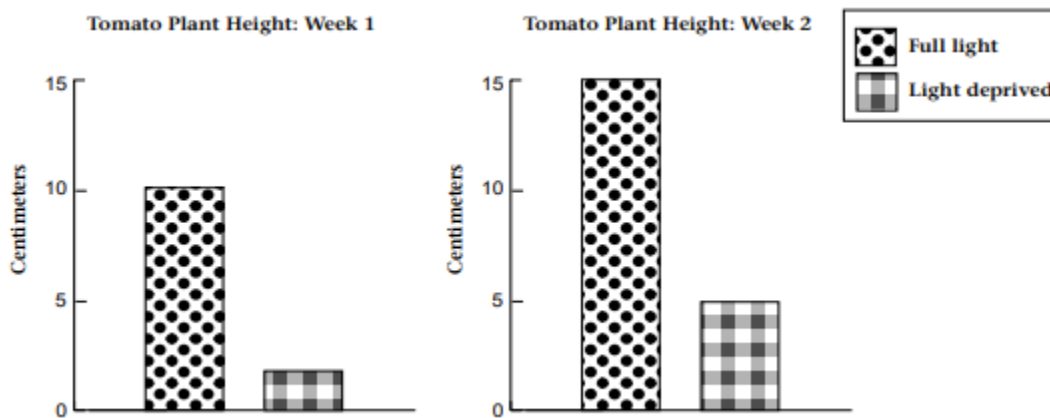 Tomato Plant Height: Week 1
Centimeters
15
10
5
0
Tomato Plant Height: Week 2
Centimeters
15
10
5
0
Full light
Light deprived